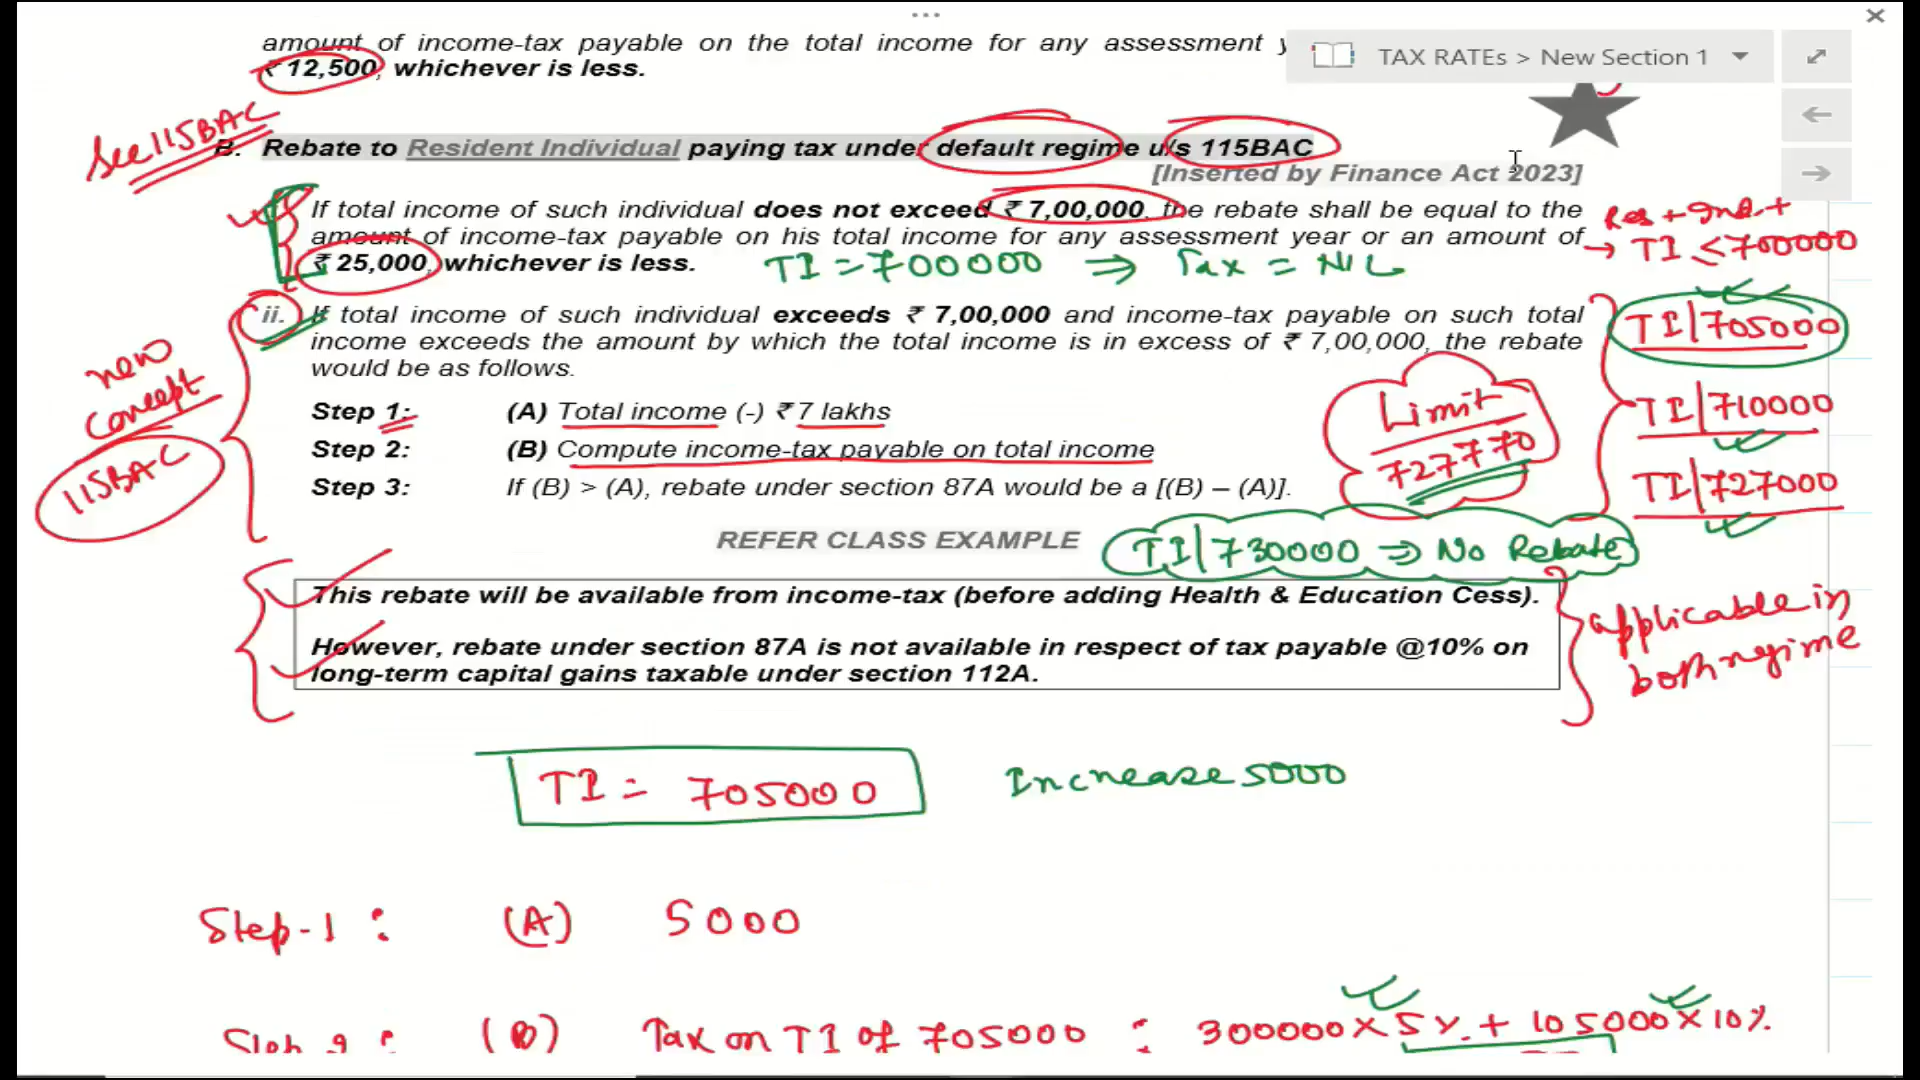 amount of income-tax payable on the total income for any assessment
₹ 12,500, whichever is less.
TAX RATEs > New Section 1
See 115BAC
B. Rebate to Resident Individual paying tax under default regime u/s 115BAC
[Inserted by Finance Act 2023]
If total income of such individual does not exceed ₹ 7,00,000, the rebate shall be equal to the
amount of income-tax payable on his total income for any assessment year or an amount of
₹ 25,000, whichever is less.
TI = 700000 ⇒ Tax = NIL
Res + Ind. +
→ TI ≤ 700000
ii. If total income of such individual exceeds ₹ 7,00,000 and income-tax payable on such total
income exceeds the amount by which the total income is in excess of ₹ 7,00,000, the rebate
would be as follows.
TI | 705000
new
concept
115BAC
Step 1: (A) Total income (-) ₹ 7 lakhs
Step 2: (B) Compute income-tax payable on total income
Step 3: If (B) > (A), rebate under section 87A would be a [(B) – (A)].
Limit
727770
TI | 710000
TI | 727000
REFER CLASS EXAMPLE
TI | 730000 ⇒ No Rebate
This rebate will be available from income-tax (before adding Health & Education Cess).
However, rebate under section 87A is not available in respect of tax payable @10% on
long-term capital gains taxable under section 112A.
applicable in
both regime
TI = 705000
Increase 5000
Step-1 : (A) 5000
(B) Tax on TI of 705000 : 300000 × 5%. + 105000 × 10%